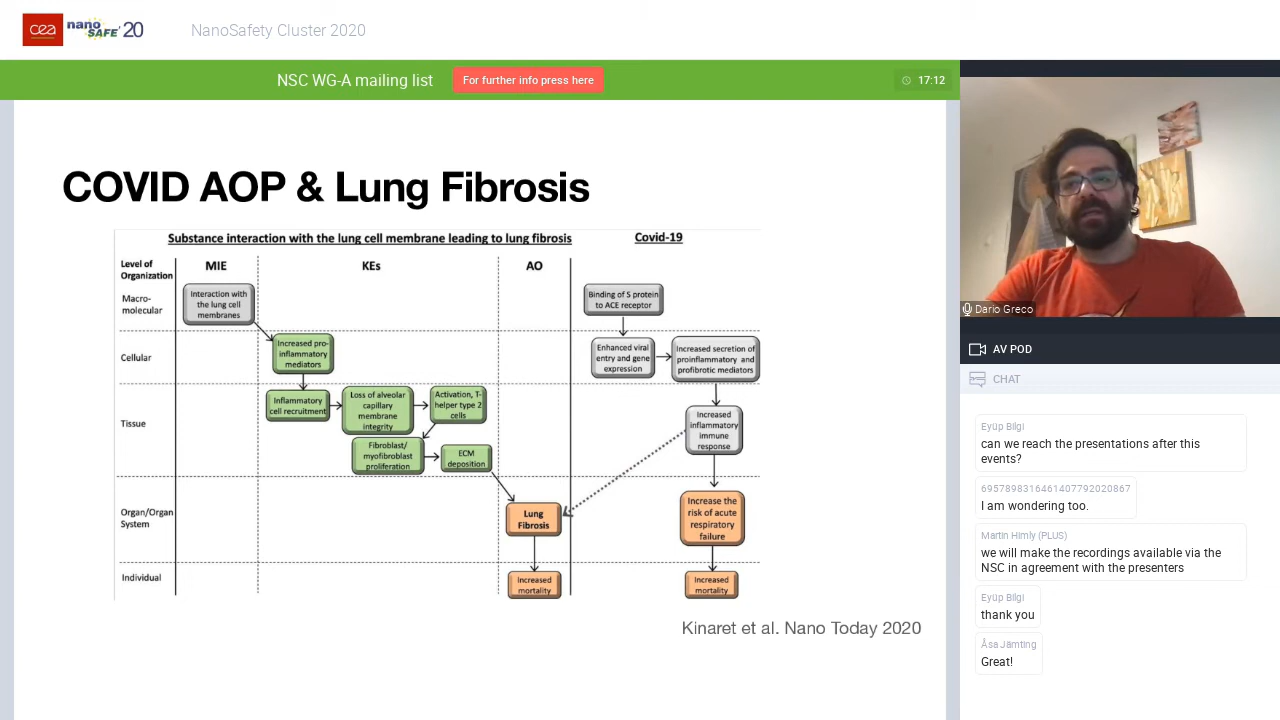 cea nano SAFE' 20
NanoSafety Cluster 2020
NSC WG-A mailing list
For further info press here
17:12
COVID AOP & Lung Fibrosis
Substance interaction with the lung cell membrane leading to lung fibrosis
Covid-19
Level of
Organization
MIE
KEs
AO
Macro-
molecular
Interaction with
the lung cell
membranes
Binding of S protein
to ACE receptor
Cellular
Increased pro-
inflammatory
mediators
Enhanced viral
entry and gene
expression
Increased secretion of
proinflammatory and
profibrotic mediators
Tissue
Inflammatory
cell recruitment
Loss of alveolar
capillary
membrane
integrity
Activation, T-
helper type 2
cells
Fibroblast/
myofibroblast
proliferation
ECM
deposition
Increased
inflammatory
immune
response
Organ/Organ
System
Lung
Fibrosis
Increase the
risk of acute
respiratory
failure
Individual
Increased
mortality
Increased
mortality
Kinaret et al. Nano Today 2020
Dario Greco
AV POD
CHAT
Eyüp Bilgi
can we reach the presentations after this
events?
6957898316461407792020867
I am wondering too.
Martin Himly (PLUS)
we will make the recordings available via the
NSC in agreement with the presenters
Eyüp Bilgi
thank you
Åsa Jämting
Great!